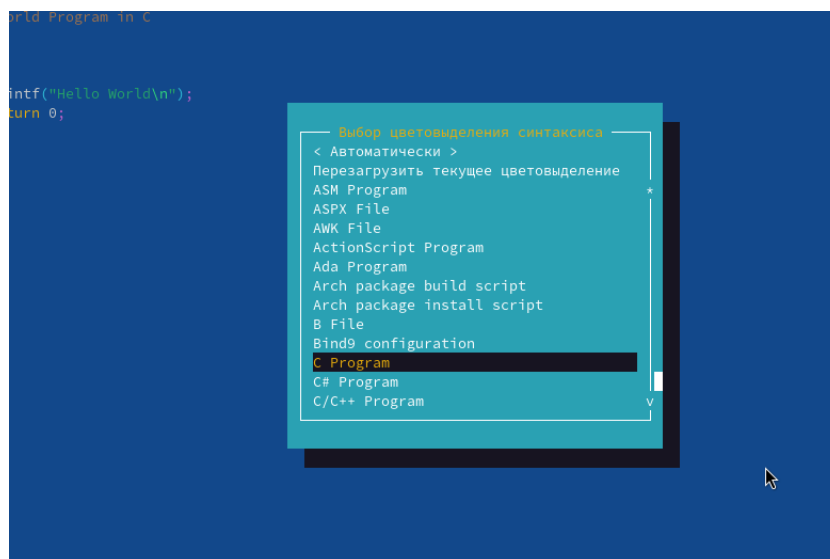 orld Program in C
intf("Hello World\n");
turn 0;
Выбор цветовыделения синтаксиса
< Автоматически >
Перезагрузить текущее цветовыделение
ASM Program *
ASPX File
AWK File
ActionScript Program
Ada Program
Arch package build script
Arch package install script
B File
Bind9 configuration
C Program
C# Program
C/C++ Program v